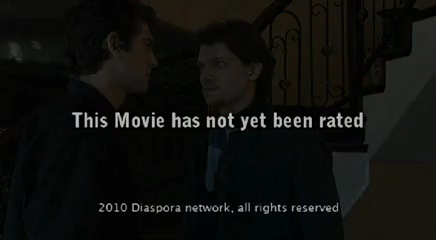 This Movie has not yet been rated
2010 Diaspora network, all rights reserved